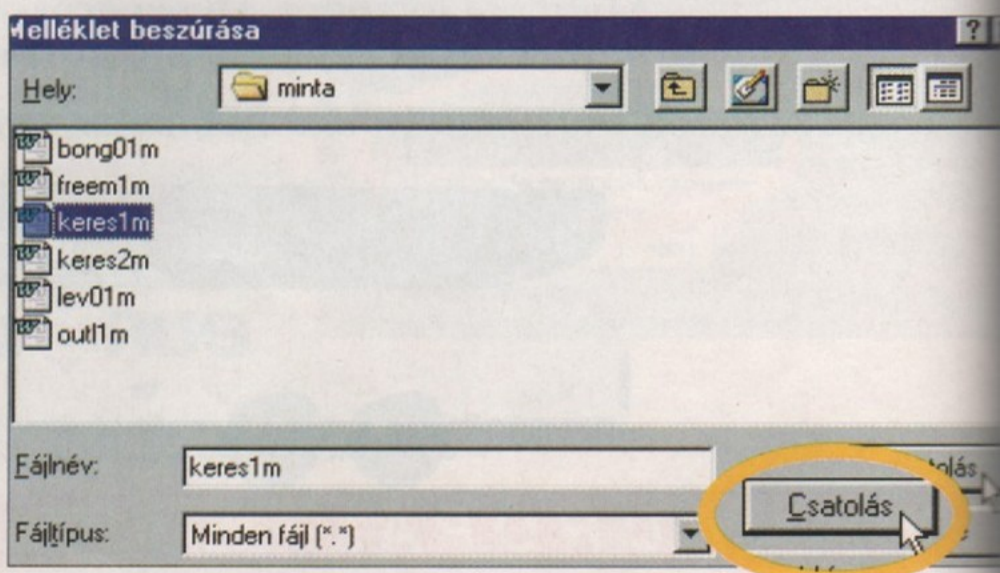 Melléklet beszúrása ?
Hely: minta
bong01m
freem1m
keres1m
keres2m
lev01m
outl1m
Fájlnév: keres1m
Csatolás
Fájltípus: Minden fájl (*.*)